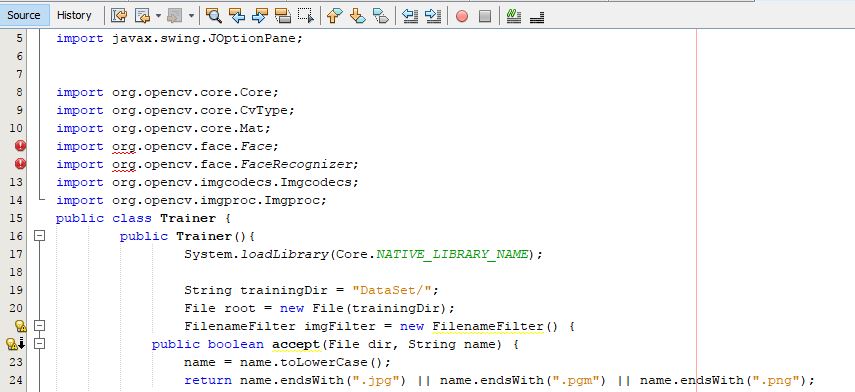 Source History
5 import javax.swing.JOptionPane;
6
7
8 import org.opencv.core.Core;
9 import org.opencv.core.CvType;
10 import org.opencv.core.Mat;
import org.opencv.face.Face;
import org.opencv.face.FaceRecognizer;
13 import org.opencv.imgcodecs.Imgcodecs;
14 import org.opencv.imgproc.Imgproc;
15 public class Trainer {
16 public Trainer(){
17 System.loadLibrary(Core.NATIVE_LIBRARY_NAME);
18
19 String trainingDir = "DataSet/";
20 File root = new File(trainingDir);
FilenameFilter imgFilter = new FilenameFilter() {
public boolean accept(File dir, String name) {
23 name = name.toLowerCase();
24 return name.endsWith(".jpg") || name.endsWith(".pgm") || name.endsWith(".png");